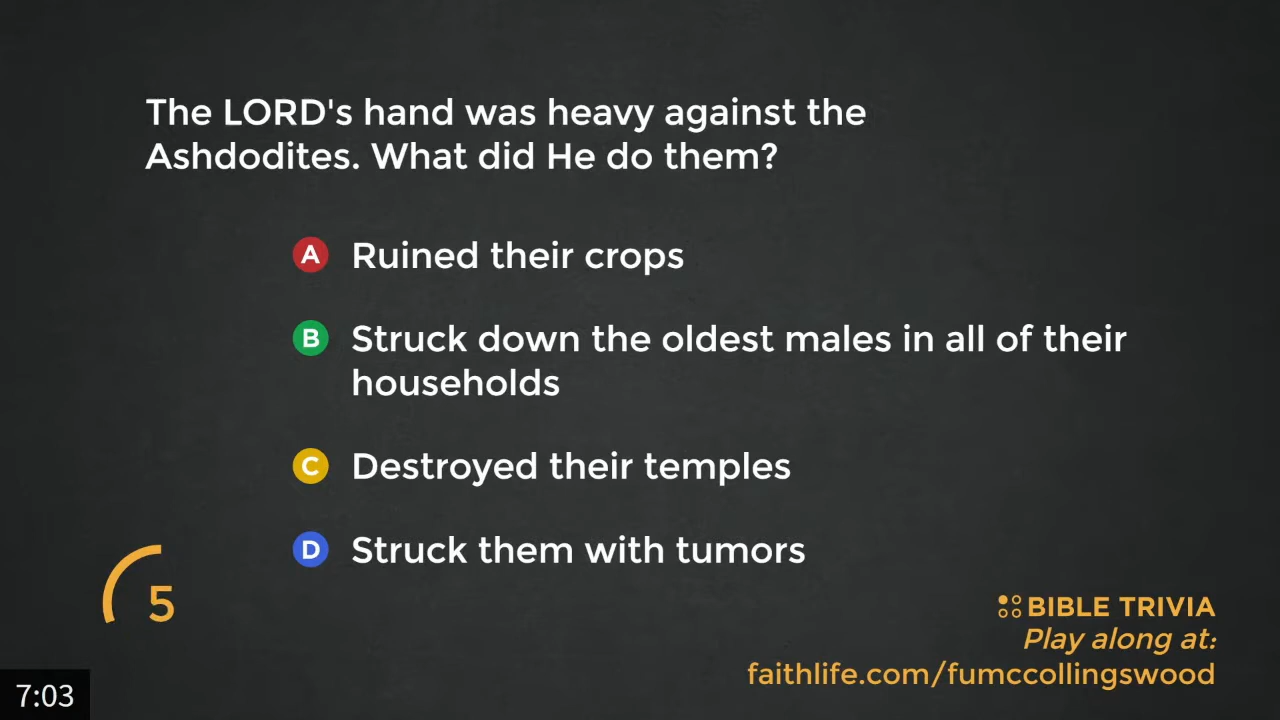 The LORD's hand was heavy against the
Ashdodites. What did He do them?
A Ruined their crops
B Struck down the oldest males in all of their
households
C Destroyed their temples
D Struck them with tumors
5
BIBLE TRIVIA
Play along at:
faithlife.com/fumccollingswood
7:03